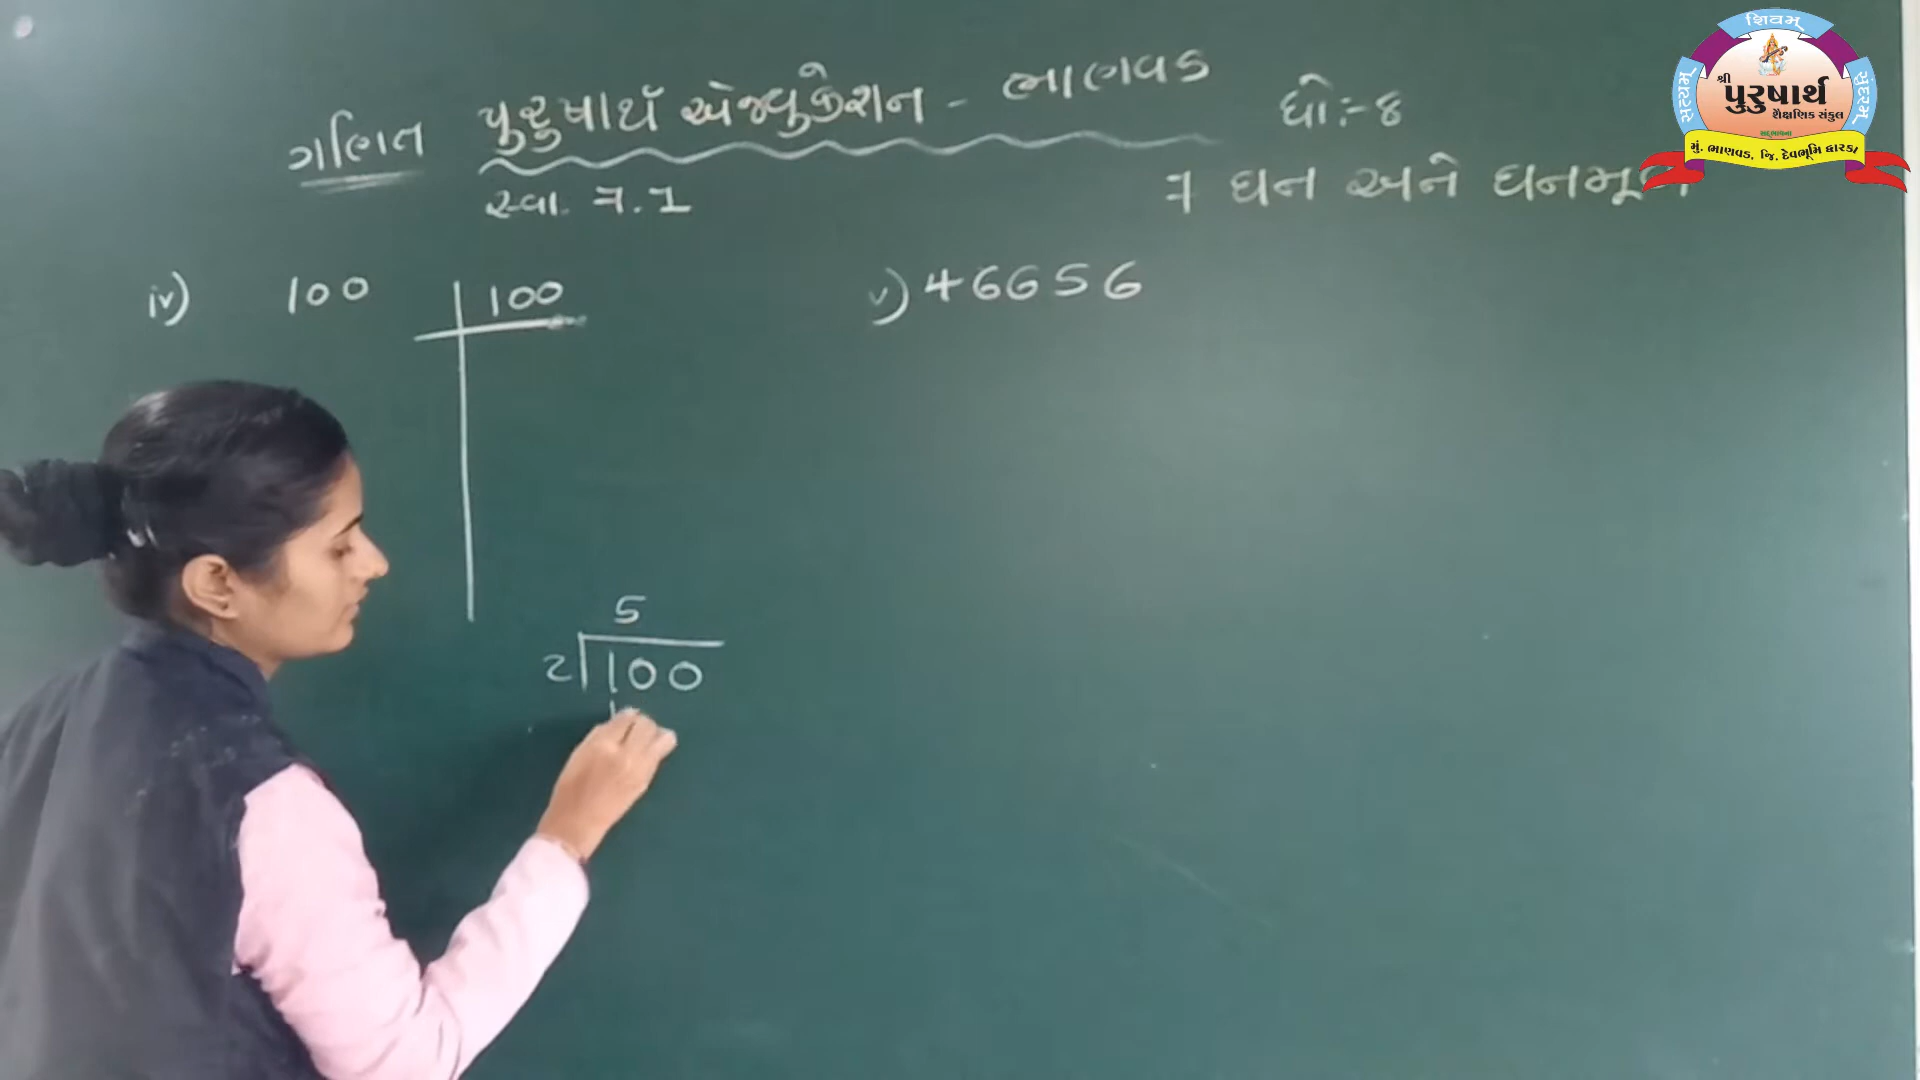 ગણિત પુરુષાર્થ એજ્યુકેશન - ભાણવડ ધો:-૪
સ્વા. 7.1
7 ઘન અને ઘનમૂળ
iv) 100
100
v) 46656
5
2 100
શિવમ્
સત્યમ્
સુંદરમ્
શ્રી
પુરુષાર્થ
શૈક્ષણિક સંકુલ
મું. ભાણવડ, જિ. દેવભૂમિ દ્વારકા